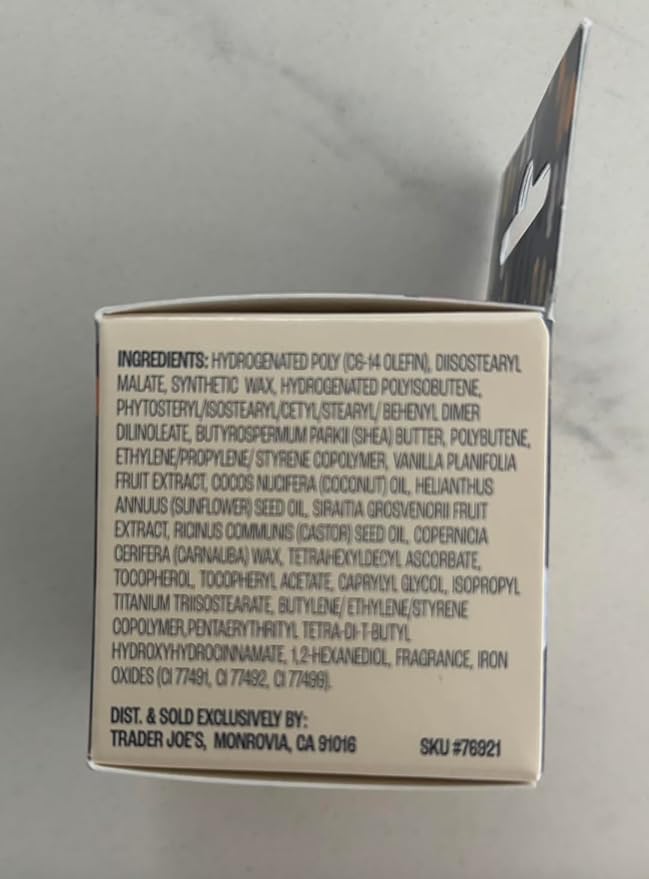 INGREDIENTS: HYDROGENATED POLY (C6-14 OLEFIN), DIISOSTEARYL
MALATE, SYNTHETIC WAX, HYDROGENATED POLYISOBUTENE,
PHYTOSTERYL/ISOSTEARYL/CETYL/STEARYL/ BEHENYL DIMER
DILINOLEATE, BUTYROSPERMUM PARKII (SHEA) BUTTER, POLYBUTENE,
ETHYLENE/PROPYLENE/ STYRENE COPOLYMER, VANILLA PLANIFOLIA
FRUIT EXTRACT, COCOS NUCIFERA (COCONUT) OIL, HELIANTHUS
ANNUUS (SUNFLOWER) SEED OIL, SIRAITIA GROSVENORII FRUIT
EXTRACT, RICINUS COMMUNIS (CASTOR) SEED OIL, COPERNICIA
CERIFERA (CARNAUBA) WAX, TETRAHEXYLDECYL ASCORBATE,
TOCOPHEROL, TOCOPHERYL ACETATE, CAPRYLYL GLYCOL, ISOPROPYL
TITANIUM TRIISOSTEARATE, BUTYLENE/ ETHYLENE/STYRENE
COPOLYMER,PENTAERYTHRITYL TETRA-DI-T-BUTYL
HYDROXYHYDROCINNAMATE, 1,2-HEXANEDIOL, FRAGRANCE, IRON
OXIDES (CI 77491, CI 77492, CI 77499).
DIST. & SOLD EXCLUSIVELY BY:
TRADER JOE'S, MONROVIA, CA 91016
SKU #76921